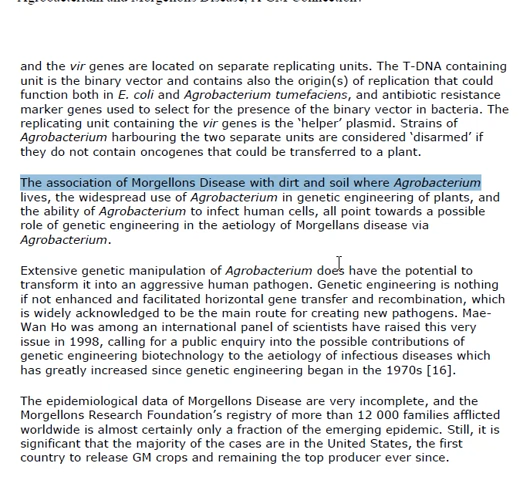 Agrobacterium and Morgellons Disease, A GM Connection?
and the vir genes are located on separate replicating units. The T-DNA containing
unit is the binary vector and contains also the origin(s) of replication that could
function both in E. coli and Agrobacterium tumefaciens, and antibiotic resistance
marker genes used to select for the presence of the binary vector in bacteria. The
replicating unit containing the vir genes is the ‘helper’ plasmid. Strains of
Agrobacterium harbouring the two separate units are considered ‘disarmed’ if
they do not contain oncogenes that could be transferred to a plant.
The association of Morgellons Disease with dirt and soil where Agrobacterium
lives, the widespread use of Agrobacterium in genetic engineering of plants, and
the ability of Agrobacterium to infect human cells, all point towards a possible
role of genetic engineering in the aetiology of Morgellans disease via
Agrobacterium.
Extensive genetic manipulation of Agrobacterium does have the potential to
transform it into an aggressive human pathogen. Genetic engineering is nothing
if not enhanced and facilitated horizontal gene transfer and recombination, which
is widely acknowledged to be the main route for creating new pathogens. Mae-
Wan Ho was among an international panel of scientists have raised this very
issue in 1998, calling for a public enquiry into the possible contributions of
genetic engineering biotechnology to the aetiology of infectious diseases which
has greatly increased since genetic engineering began in the 1970s [16].
The epidemiological data of Morgellons Disease are very incomplete, and the
Morgellons Research Foundation’s registry of more than 12 000 families afflicted
worldwide is almost certainly only a fraction of the emerging epidemic. Still, it is
significant that the majority of the cases are in the United States, the first
country to release GM crops and remaining the top producer ever since.